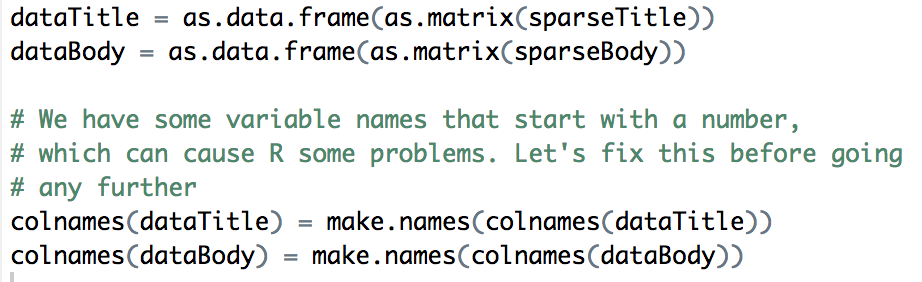 dataTitle = as.data.frame(as.matrix(sparseTitle))
dataBody = as.data.frame(as.matrix(sparseBody))
# We have some variable names that start with a number,
# which can cause R some problems. Let's fix this before going
# any further
colnames(dataTitle) = make.names(colnames(dataTitle))
colnames(dataBody) = make.names(colnames(dataBody))